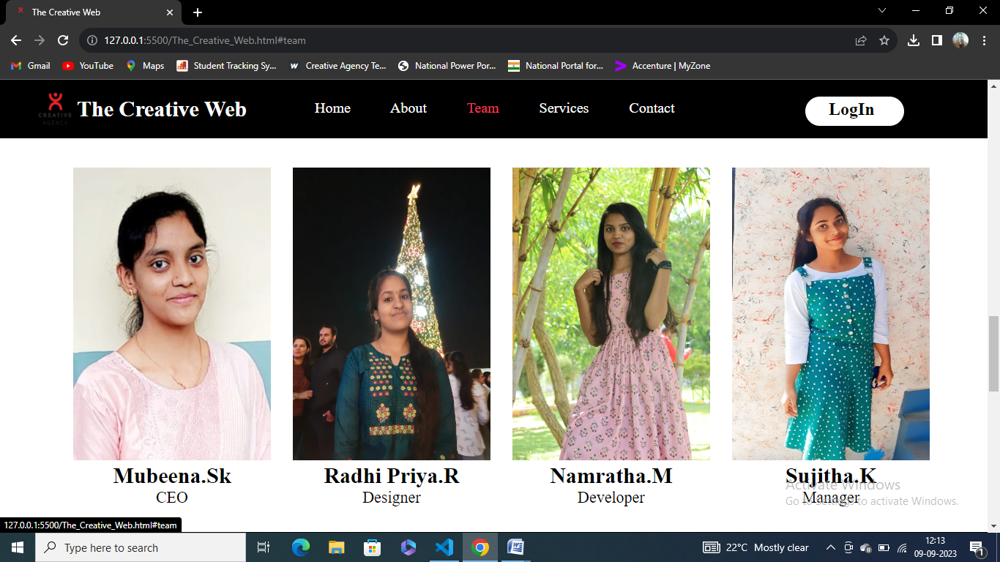 The Creative Web
127.0.0.1:5500/The_Creative_Web.html#team
Gmail YouTube Maps Student Tracking Sy... Creative Agency Te... National Power Por... National Portal for... Accenture | MyZone
CREATIVE
AGENCY
The Creative Web Home About Team Services Contact LogIn
Mubeena.Sk Radhi Priya.R Namratha.M Sujitha.K
CEO Designer Developer Manager
Activate Windows
Go to Settings to activate Windows.
127.0.0.1:5500/The_Creative_Web.html#team
Type here to search 22°C Mostly clear 12:13
09-09-2023
1